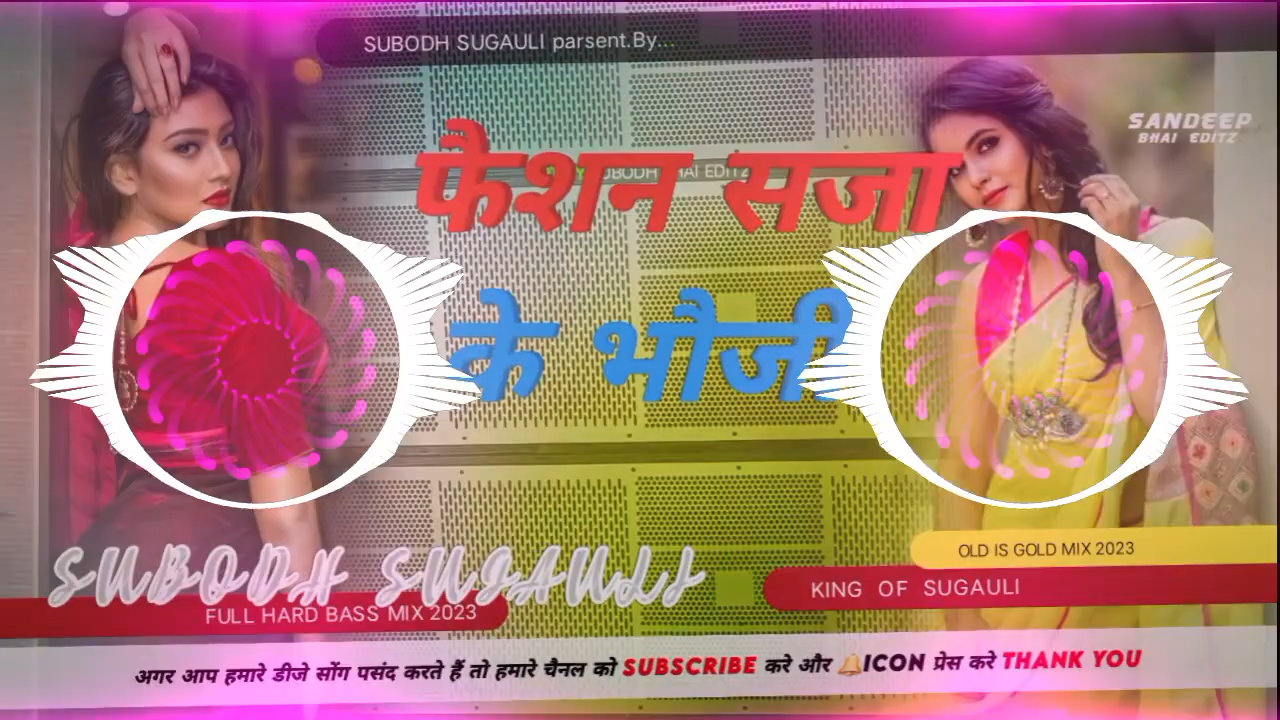 SUBODH SUGAULI parsent.By...
SANDEEP
BHAI EDITZ
फैशन सजा
के भौजी
SUBODH SUGAULI
FULL HARD BASS MIX 2023
OLD IS GOLD MIX 2023
KING OF SUGAULI
अगर आप हमारे डीजे सोंग पसंद करते हैं तो हमारे चैनल को SUBSCRIBE करे और 🔔ICON प्रेस करे THANK YOU